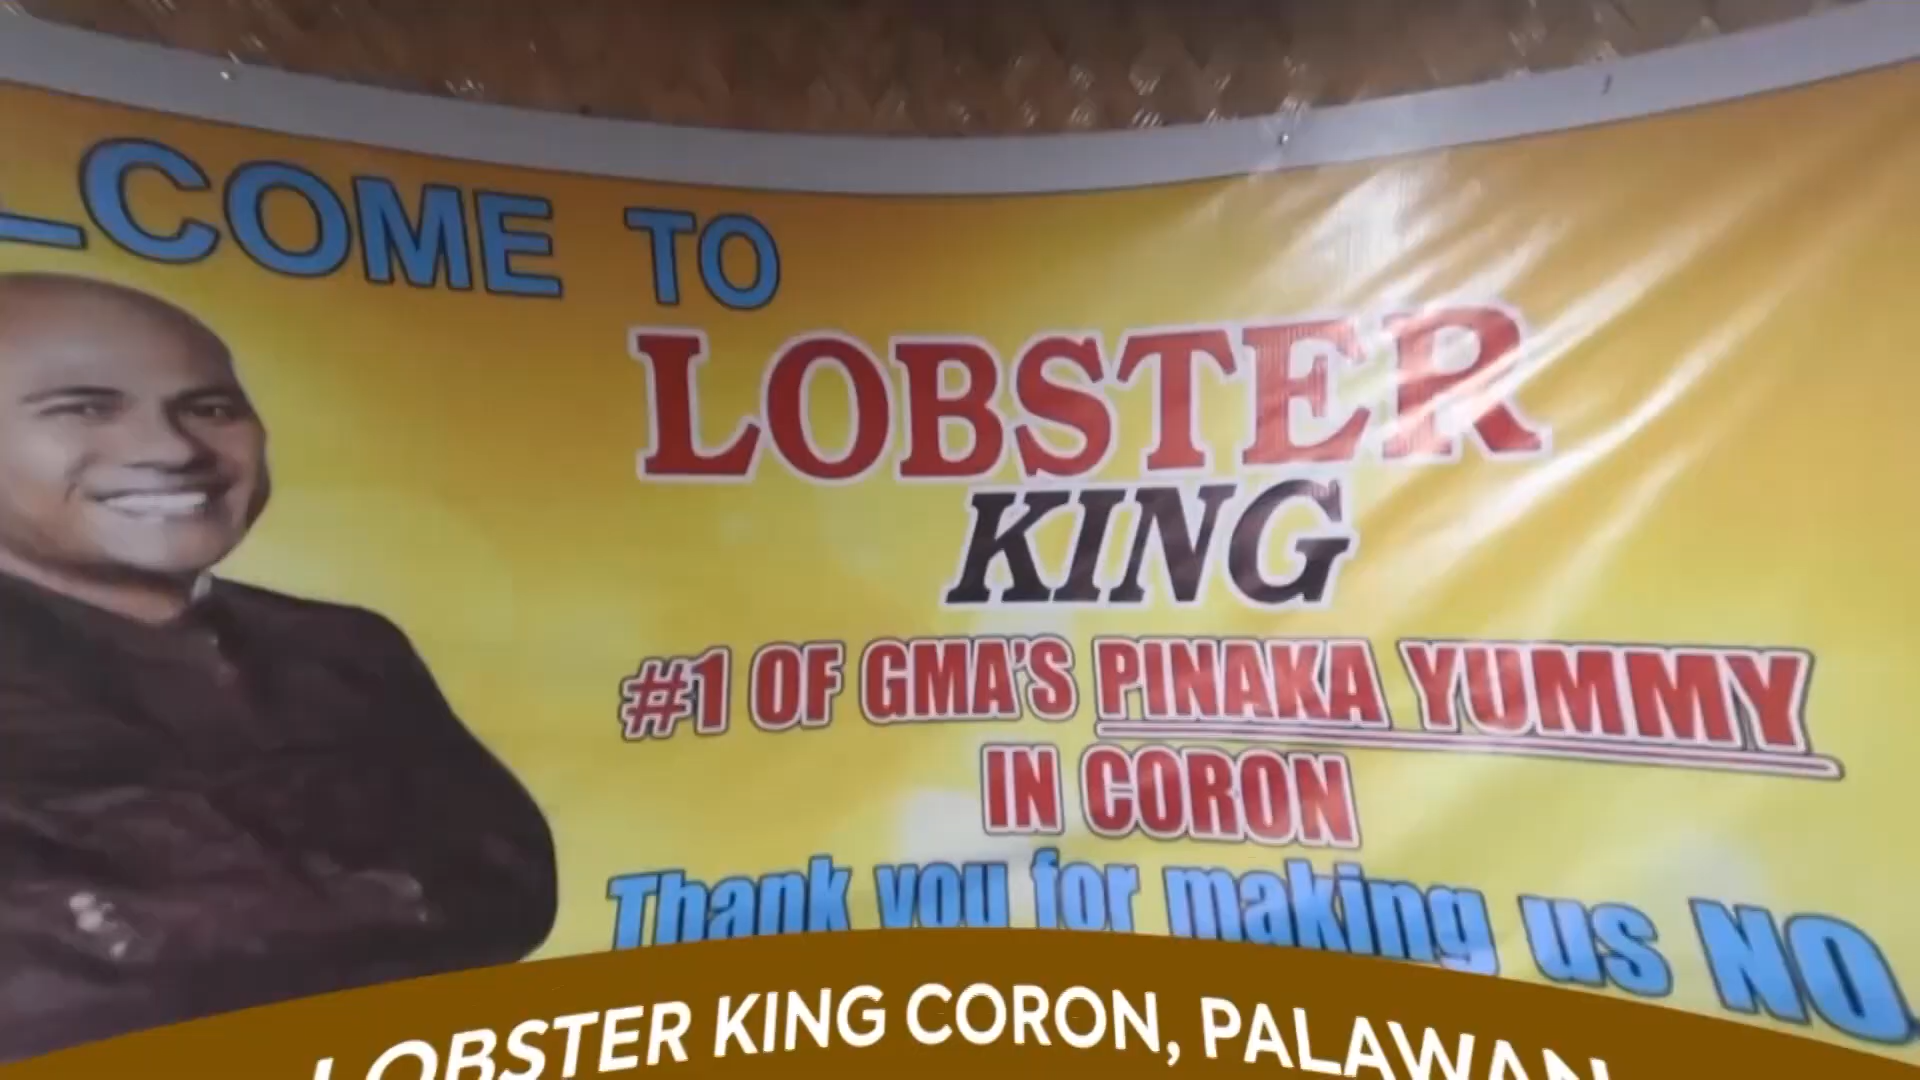 LCOME TO
LOBSTER
KING
#1 OF GMA'S PINAKA YUMMY
IN CORON
Thank you for making us NO
LOBSTER KING CORON, PALAWAN